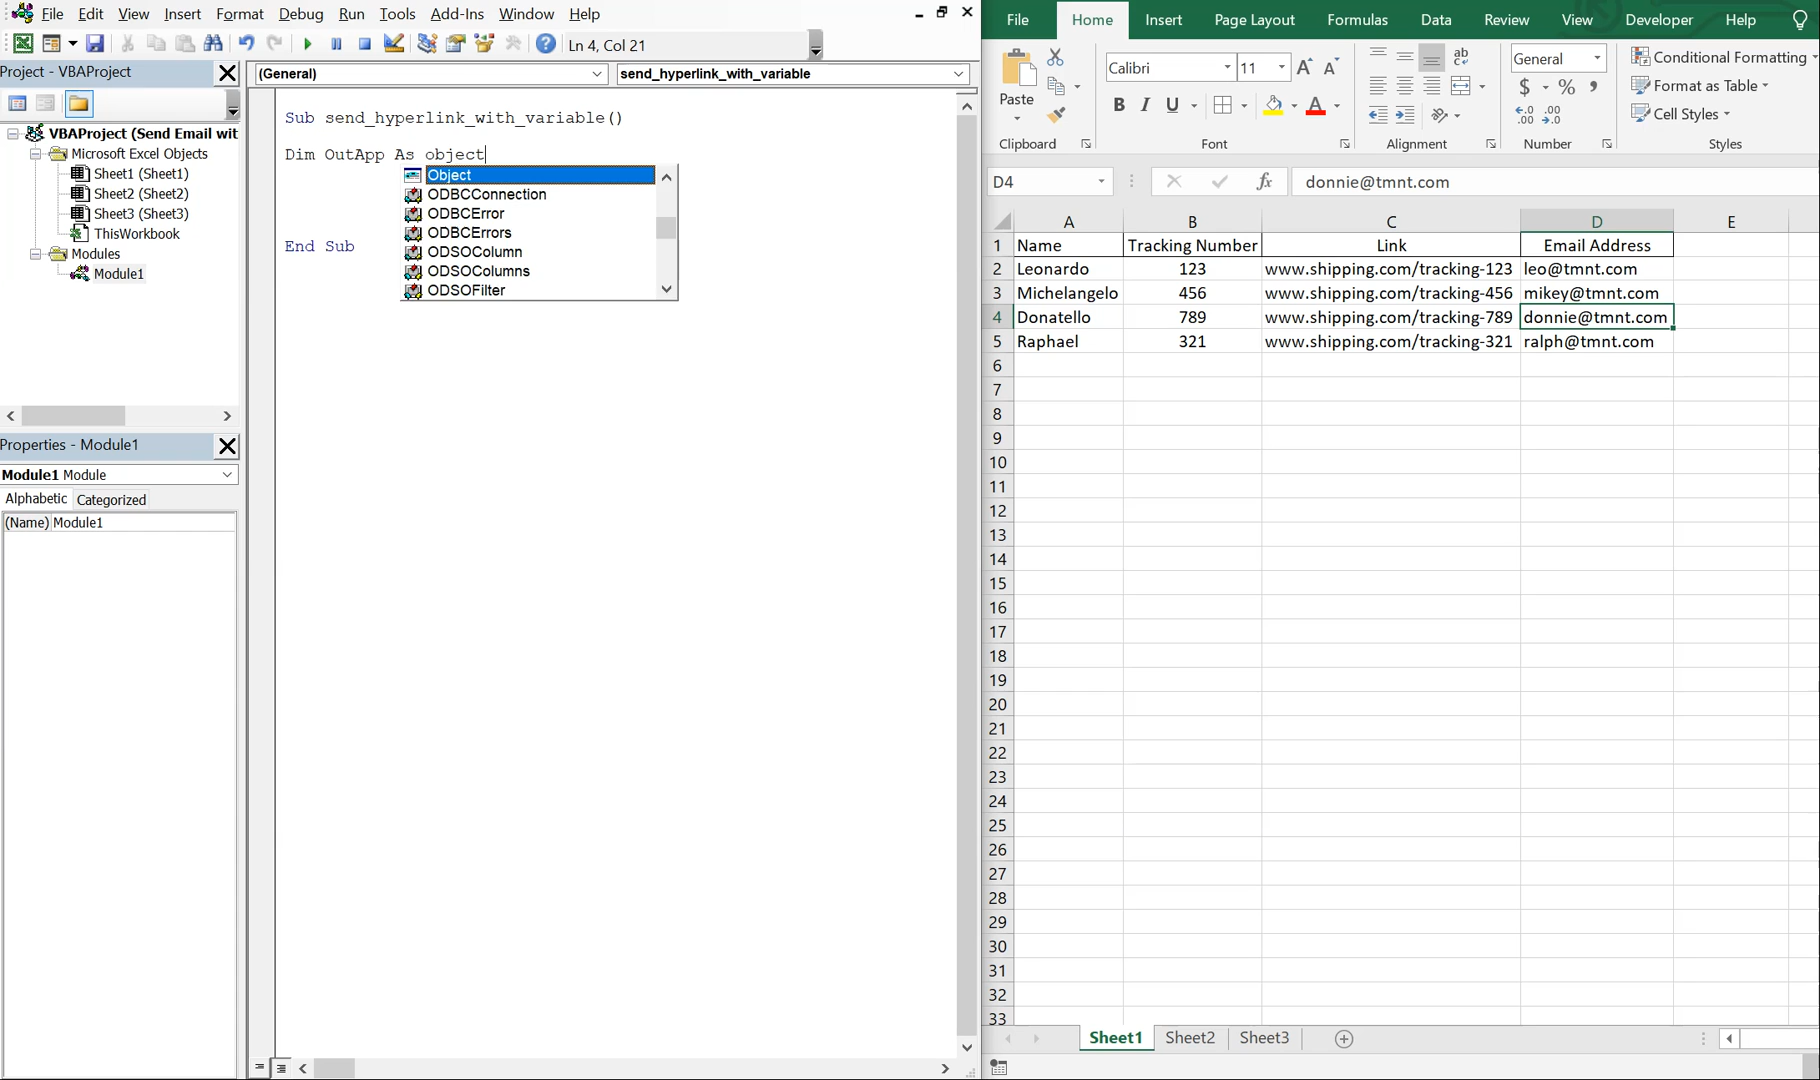 File Edit View Insert Format Debug Run Tools Add-Ins Window Help
Ln 4, Col 21
Project - VBAProject
VBAProject (Send Email wit
Microsoft Excel Objects
Sheet1 (Sheet1)
Sheet2 (Sheet2)
Sheet3 (Sheet3)
ThisWorkbook
Modules
Module1
Properties - Module1
Module1 Module
Alphabetic Categorized
(Name) Module1
(General) send_hyperlink_with_variable
Sub send_hyperlink_with_variable()
Dim OutApp As object
Object
ODBCConnection
ODBCError
ODBCErrors
ODSOColumn
ODSOColumns
ODSOFilter
End Sub
File Home Insert Page Layout Formulas Data Review View Developer Help
Paste
Clipboard
Calibri 11
B I U
A
Font
ab
Alignment
General
$ % ,
Number
Conditional Formatting
Format as Table
Cell Styles
Styles
D4 fx donnie@tmnt.com
A B C D E
1 Name Tracking Number Link Email Address
2 Leonardo 123 www.shipping.com/tracking-123 leo@tmnt.com
3 Michelangelo 456 www.shipping.com/tracking-456 mikey@tmnt.com
4 Donatello 789 www.shipping.com/tracking-789 donnie@tmnt.com
5 Raphael 321 www.shipping.com/tracking-321 ralph@tmnt.com
6
7
8
9
10
11
12
13
14
15
16
17
18
19
20
21
22
23
24
25
26
27
28
29
30
31
32
33
Sheet1 Sheet2 Sheet3